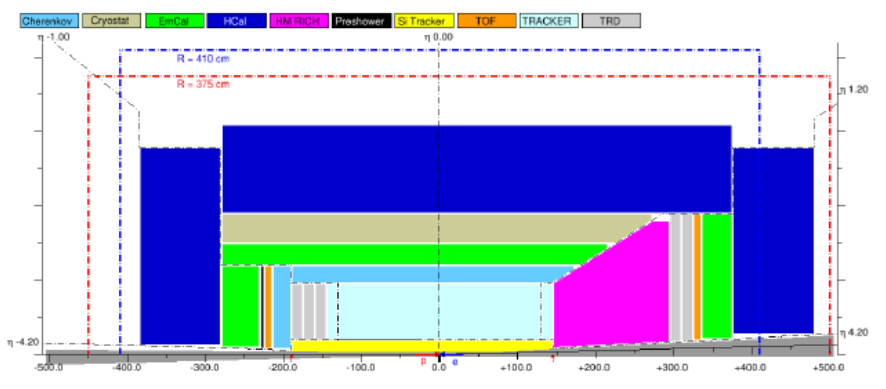 Cherenkov Cryostat EmCal HCal HM RICH Preshower Si Tracker TOF TRACKER TRD
η -1.00 η 0.00
R = 410 cm
R = 375 cm
η 1.20
η -4.20 η 4.20
p e
-500.0 -400.0 -300.0 -200.0 -100.0 0.0 +100.0 +200.0 +300.0 +400.0 +500.0